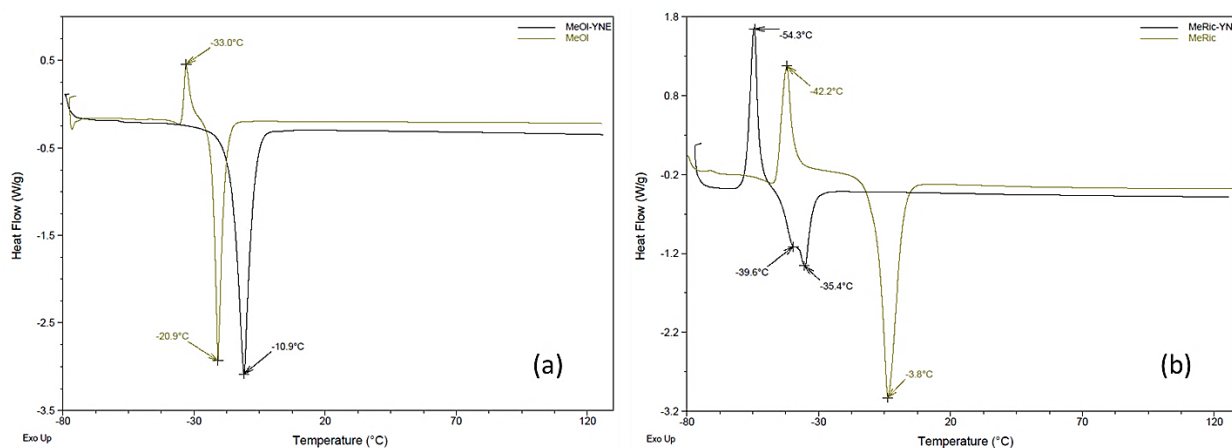 MeOl-YNE
MeOl
-33.0°C
-20.9°C
-10.9°C
(a)
0.5
-0.5
-1.5
-2.5
-3.5
Heat Flow (W/g)
-80
-30
20
70
120
Exo Up
Temperature (°C)
MeRic-YN
MeRic
-54.3°C
-42.2°C
-39.6°C
-35.4°C
-3.8°C
(b)
1.8
0.8
-0.2
-1.2
-2.2
-3.2
Heat Flow (W/g)
-80
-30
20
70
120
Exo Up
Temperature (°C)